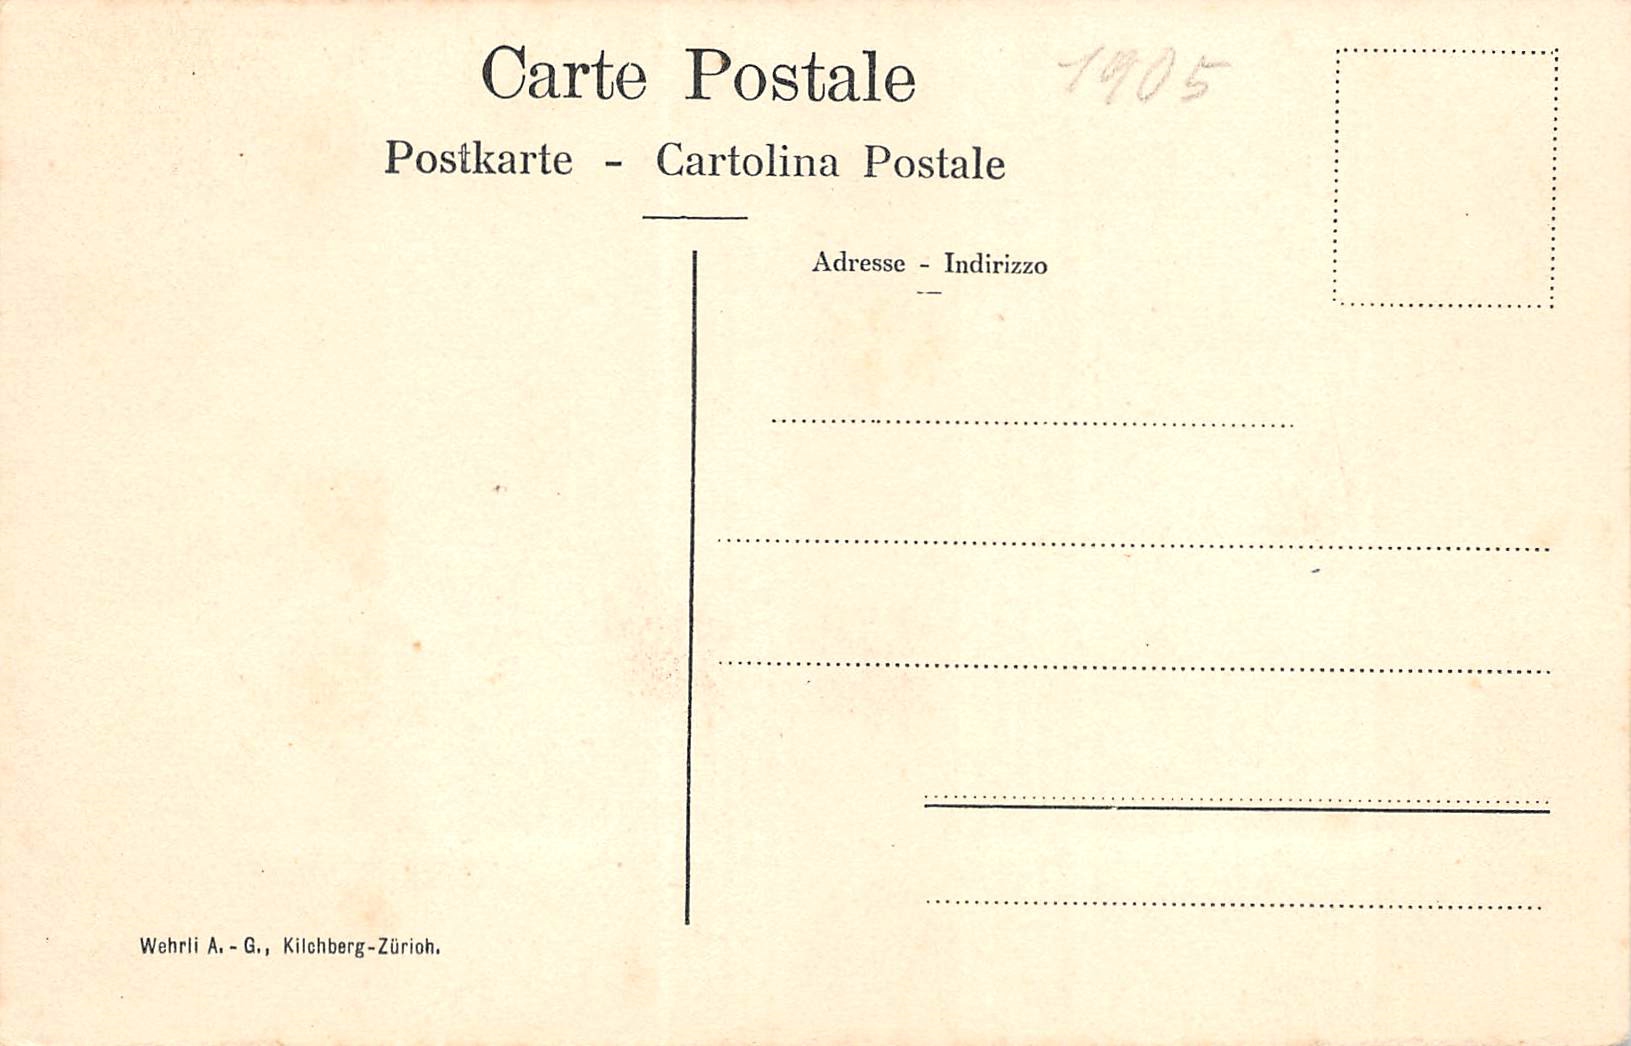 Carte Postale
1905
Postkarte - Cartolina Postale
Adresse - Indirizzo
Wehrli A.-G., Kilchberg-Zürich.